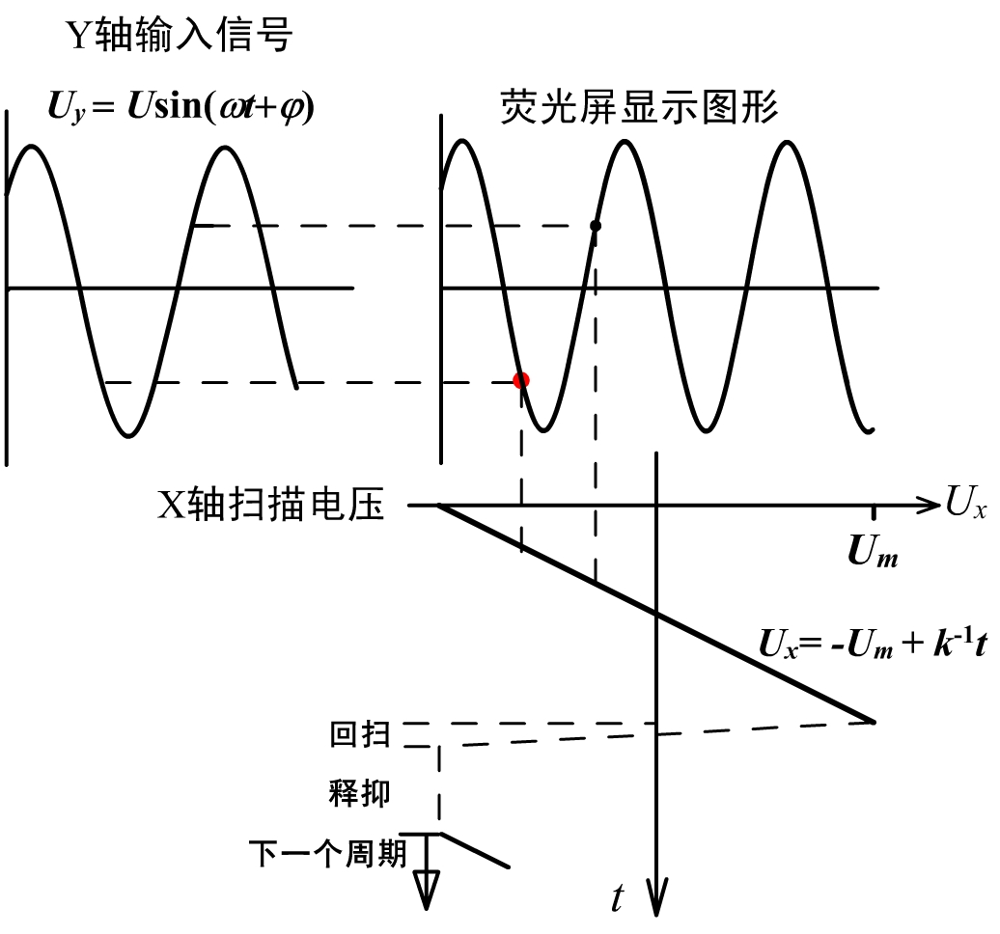 Y轴输入信号
Uy = Usin(ωt+φ)
荧光屏显示图形
X轴扫描电压
Ux
Um
Ux= -Um + k-1t
回扫
释抑
下一个周期
t